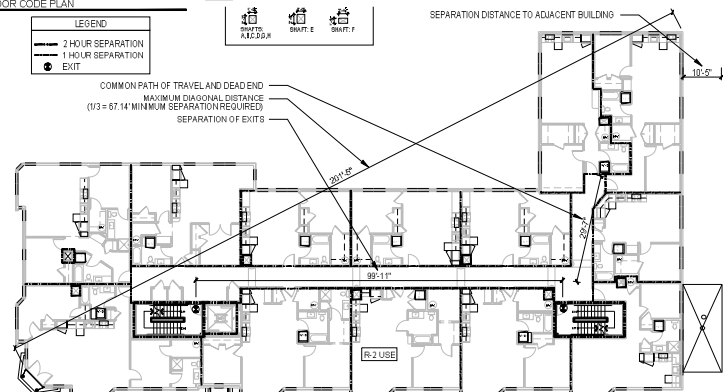 OOR CODE PLAN
LEGEND
2 HOUR SEPARATION
1 HOUR SEPARATION
EXIT
SHAFTS:
A,B,C,D,G,H
SHAFT: E
SHAFT: F
SEPARATION DISTANCE TO ADJACENT BUILDING
10'-5"
COMMON PATH OF TRAVEL AND DEAD END
MAXIMUM DIAGONAL DISTANCE
(1/3 = 67.14' MINIMUM SEPARATION REQUIRED)
SEPARATION OF EXITS
201'-5"
29'-7"
99'-11"
R-2 USE